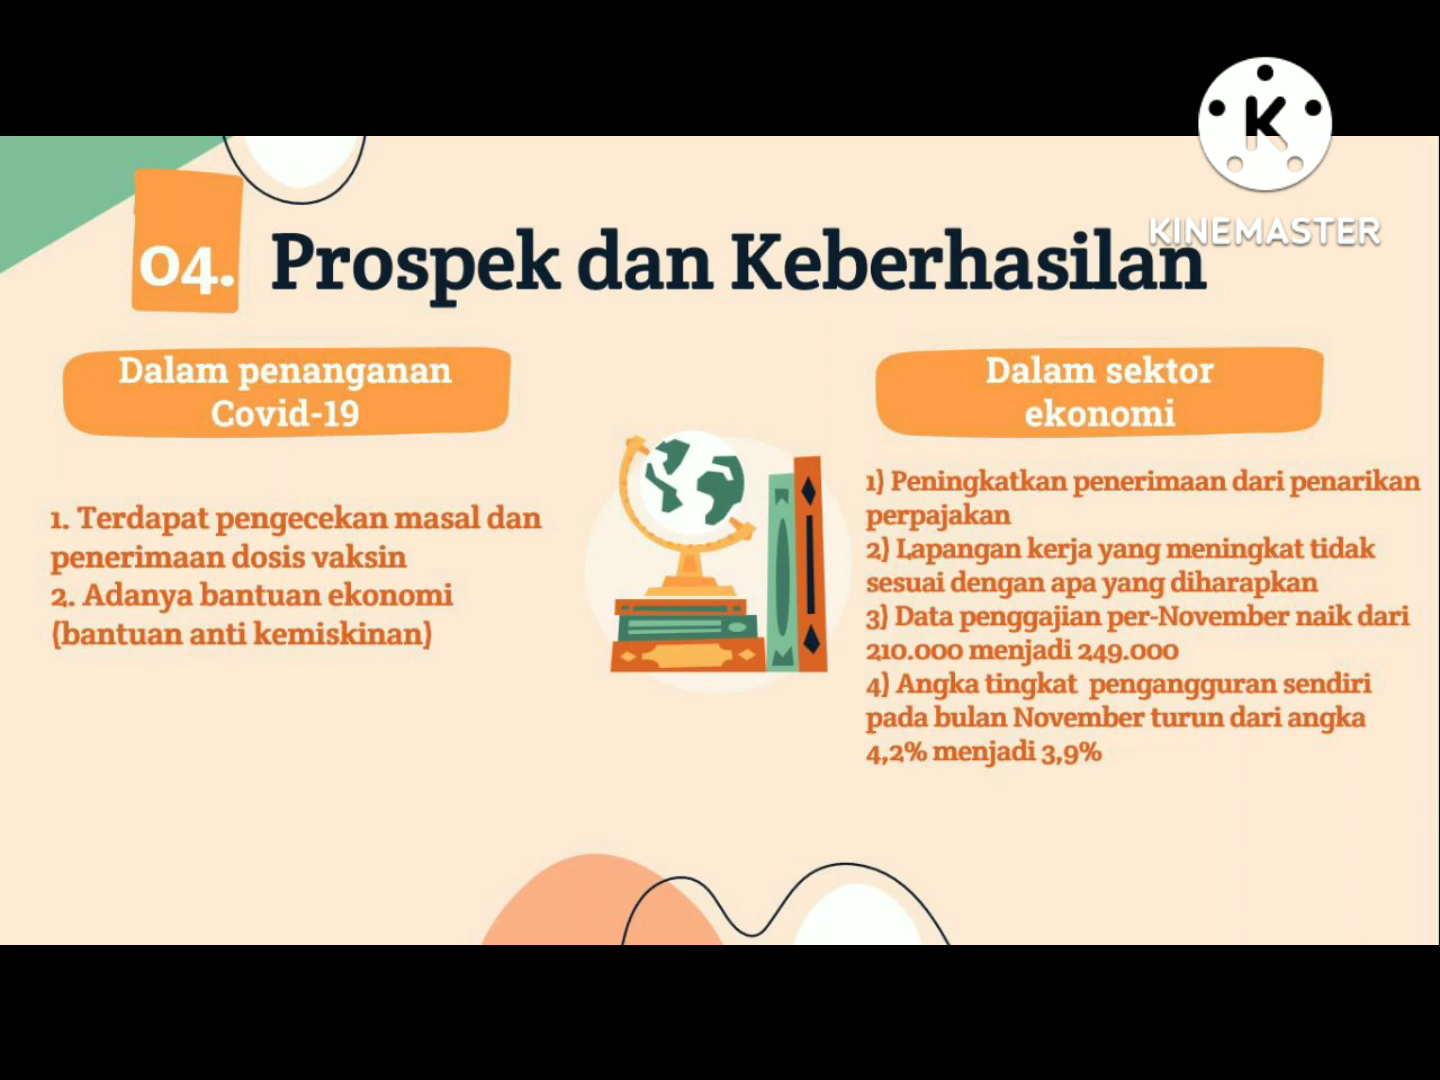 K
KINEMASTER
04. Prospek dan Keberhasilan
Dalam penanganan
Covid-19
1. Terdapat pengecekan masal dan
penerimaan dosis vaksin
2. Adanya bantuan ekonomi
(bantuan anti kemiskinan)
Dalam sektor
ekonomi
1) Peningkatkan penerimaan dari penarikan
perpajakan
2) Lapangan kerja yang meningkat tidak
sesuai dengan apa yang diharapkan
3) Data penggajian per-November naik dari
210.000 menjadi 249.000
4) Angka tingkat pengangguran sendiri
pada bulan November turun dari angka
4,2% menjadi 3,9%